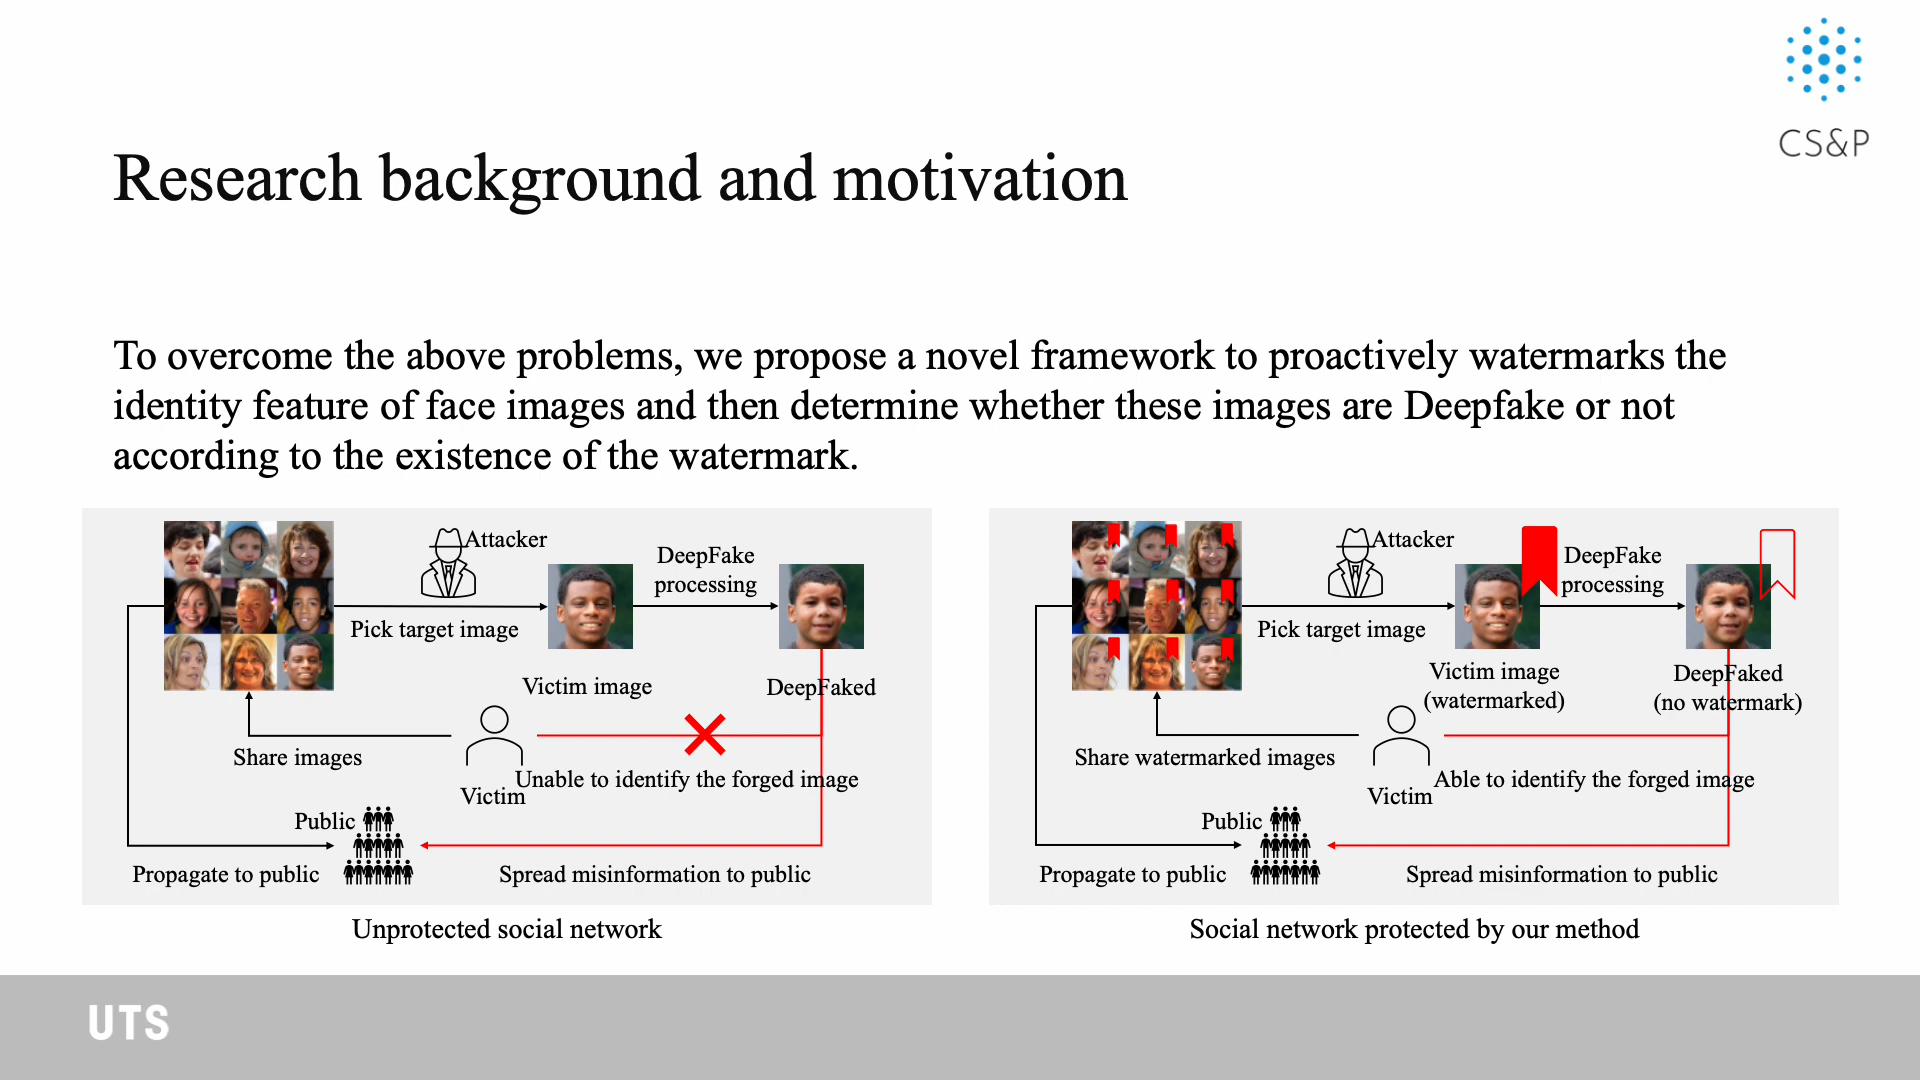 CS&P
Research background and motivation
To overcome the above problems, we propose a novel framework to proactively watermarks the
identity feature of face images and then determine whether these images are Deepfake or not
according to the existence of the watermark.
Attacker
DeepFake
processing
Pick target image
Victim image
DeepFaked
Share images
Unable to identify the forged image
Victim
Public
Propagate to public
Spread misinformation to public
Unprotected social network
Attacker
DeepFake
processing
Pick target image
Victim image
(watermarked)
DeepFaked
(no watermark)
Share watermarked images
Able to identify the forged image
Victim
Public
Propagate to public
Spread misinformation to public
Social network protected by our method
UTS